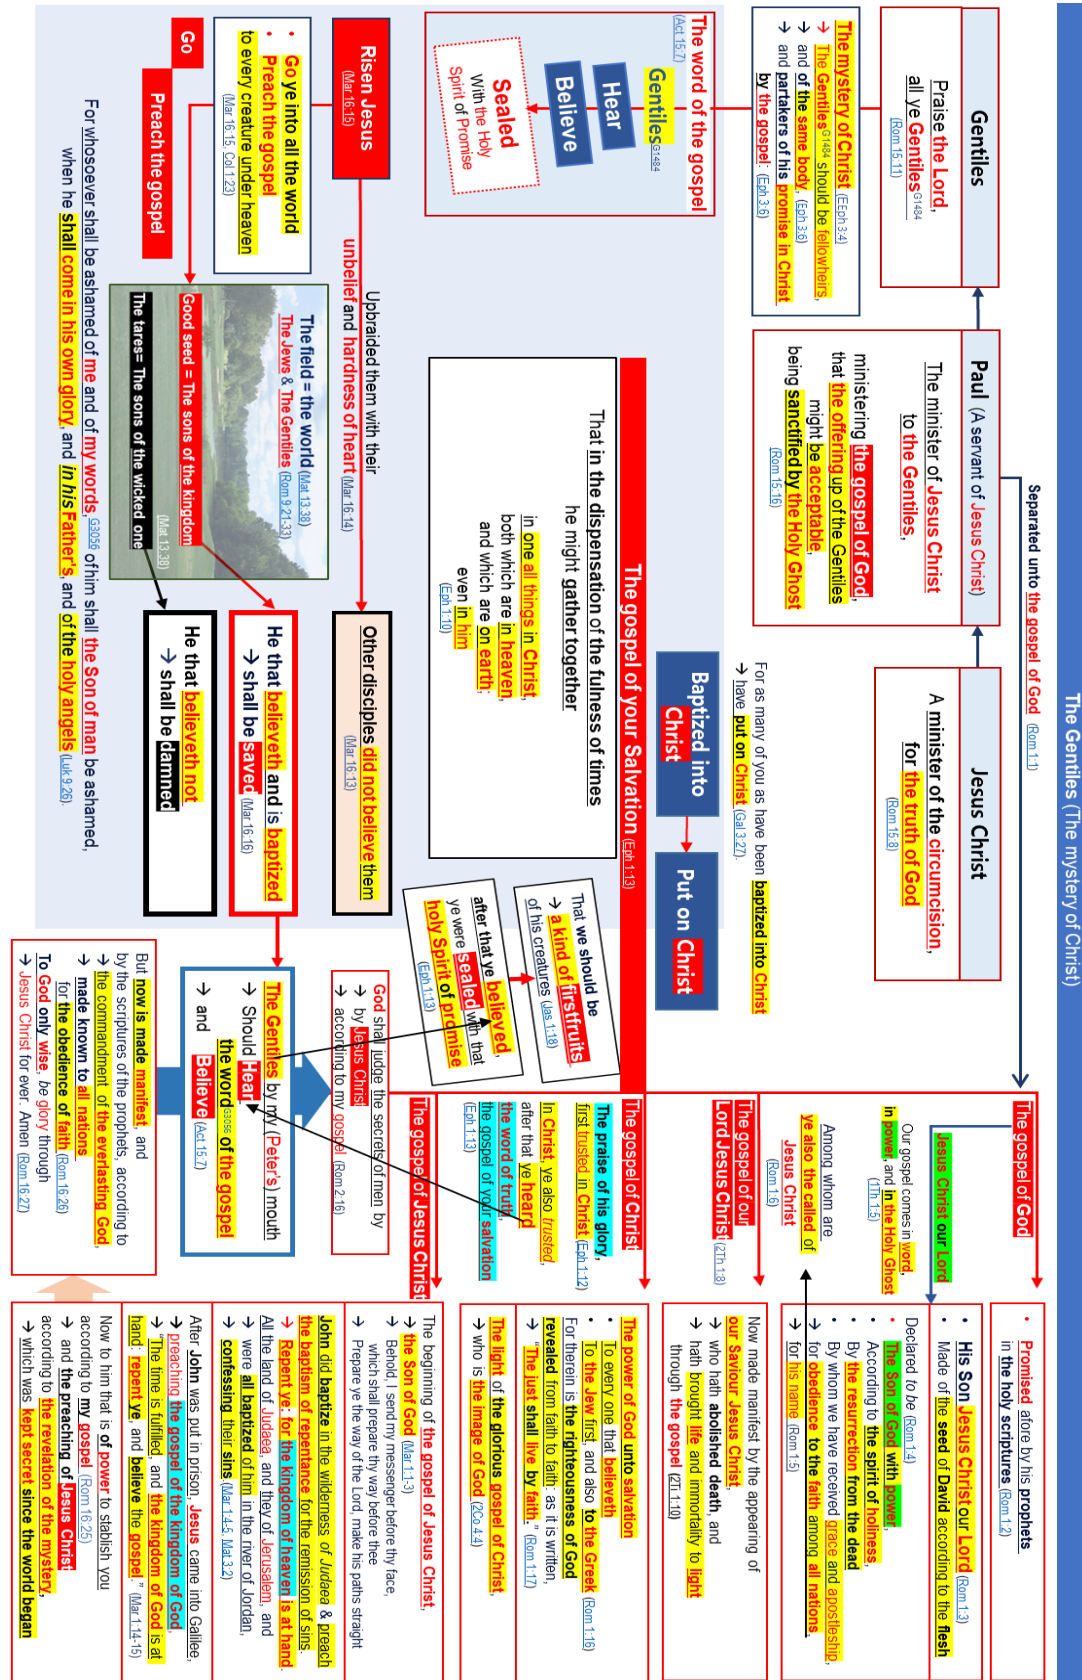 The Gentiles (The mystery of Christ)
Gentiles
Praise the Lord,
all ye Gentiles G1484
(Rom 15:11)
Paul (A servant of Jesus Christ)
The minister of Jesus Christ
to the Gentiles,
ministering the gospel of God,
that the offering up of the Gentiles
might be acceptable,
being sanctified by the Holy Ghost
(Rom 15:16)
Jesus Christ
A minister of the circumcision,
for the truth of God
(Rom 15:8)
Separated unto the gospel of God (Rom 1:1)
The mystery of Christ (EEph 3:4)
→ The Gentiles G1484 should be fellowheirs,
→ and of the same body, (Eph 3:6)
→ and partakers of his promise in Christ
by the gospel: (Eph 3:6)
The word of the gospel
(Act 15:7)
Gentiles G1484
Hear
Believe
Sealed
With the Holy
Spirit of Promise
For as many of you as have been baptized into Christ
→ have put on Christ (Gal 3:27).
Baptized into
Christ
Put on Christ
The gospel of your Salvation (Eph 1:13)
That in the dispensation of the fulness of times
he might gather together
in one all things in Christ,
both which are in heaven,
and which are on earth;
even in him
(Eph 1:10)
That we should be
→ a kind of firstfruits
of his creatures (Jas 1:18)
after that ye believed,
ye were sealed with that
holy Spirit of promise
(Eph 1:13)
Risen Jesus
(Mar 16:15)
Upbraided them with their
unbelief and hardness of heart (Mar 16:14)
Other disciples did not believe them
(Mar 16:13)
• Go ye into all the world
• Preach the gospel
to every creature under heaven
(Mar 16:15, Col 1:23)
Go
Preach the gospel
The field = the world (Mat 13:38)
The Jews & The Gentiles (Rom 9:21-33)
Good seed = The sons of the kingdom
The tares= The sons of the wicked one
(Mat 13:38)
He that believeth and is baptized
→ shall be saved (Mar 16:16)
He that believeth not
→ shall be damned
For whosoever shall be ashamed of me and of my words, G3056 of him shall the Son of man be ashamed,
when he shall come in his own glory, and in his Father's, and of the holy angels (Luk 9:26).
The gospel of God
• Promised afore by his prophets
in the holy scriptures (Rom 1:2)
Jesus Christ our Lord
• His Son Jesus Christ our Lord (Rom 1:3)
• Made of the seed of David according to the flesh
Declared to be (Rom 1:4)
• The Son of God with power,
• According to the spirit of holiness,
• By the resurrection from the dead
• By whom we have received grace and apostleship,
→ for obedience to the faith among all nations,
→ for his name (Rom 1:5)
Our gospel comes in word,
in power, and in the Holy Ghost
(1Th 1:5)
Among whom are
ye also the called of
Jesus Christ
(Rom 1:6)
The gospel of our
Lord Jesus Christ (2Th 1:8)
Now made manifest by the appearing of
our Saviour Jesus Christ,
→ who hath abolished death, and
→ hath brought life and immortality to light
through the gospel (2Ti 1:10)
The gospel of Christ
The power of God unto salvation
• To every one that believeth
• To the Jew first, and also to the Greek (Rom 1:16)
For therein is the righteousness of God
revealed from faith to faith: as it is written,
→ "The just shall live by faith." (Rom 1:17)
The light of the glorious gospel of Christ,
→ who is the image of God (2Co 4:4)
The praise of his glory,
first trusted in Christ (Eph 1:12)
In Christ, ye also trusted,
after that ye heard
the word of truth,
the gospel of your salvation
(Eph 1:13)
The gospel of Jesus Christ
The beginning of the gospel of Jesus Christ,
→ the Son of God (Mar 1:1-3)
Behold, I send my messenger before thy face,
which shall prepare thy way before thee
→ Prepare ye the way of the Lord, make his paths straight
John did baptize in the wilderness of Judaea & preach
the baptism of repentance for the remission of sins.
→ Repent ye: for the kingdom of heaven is at hand.
All the land of Judaea, and they of Jerusalem, and
→ were all baptized of him in the river of Jordan,
→ confessing their sins (Mar 1:4-5, Mat 3:2)
After John was put in prison, Jesus came into Galilee,
→ preaching the gospel of the kingdom of God,
→ "The time is fulfilled, and the kingdom of God is at
hand: repent ye, and believe the gospel." (Mar 1:14-15)
Now to him that is of power to stablish you
according to my gospel (Rom 16:25)
→ and the preaching of Jesus Christ
according to the revelation of the mystery,
→ which was kept secret since the world began
God shall judge the secrets of men by
→ by Jesus Christ
→ according to my gospel (Rom 2:16)
The Gentiles by my (Peter's) mouth
→ Should Hear
the word G3056 of the gospel
→ and Believe (Act 15:7)
But now is made manifest, and
by the scriptures of the prophets, according to
→ the commandment of the everlasting God,
→ made known to all nations
for the obedience of faith (Rom 16:26)
To God only wise, be glory through
→ Jesus Christ for ever. Amen (Rom 16:27)